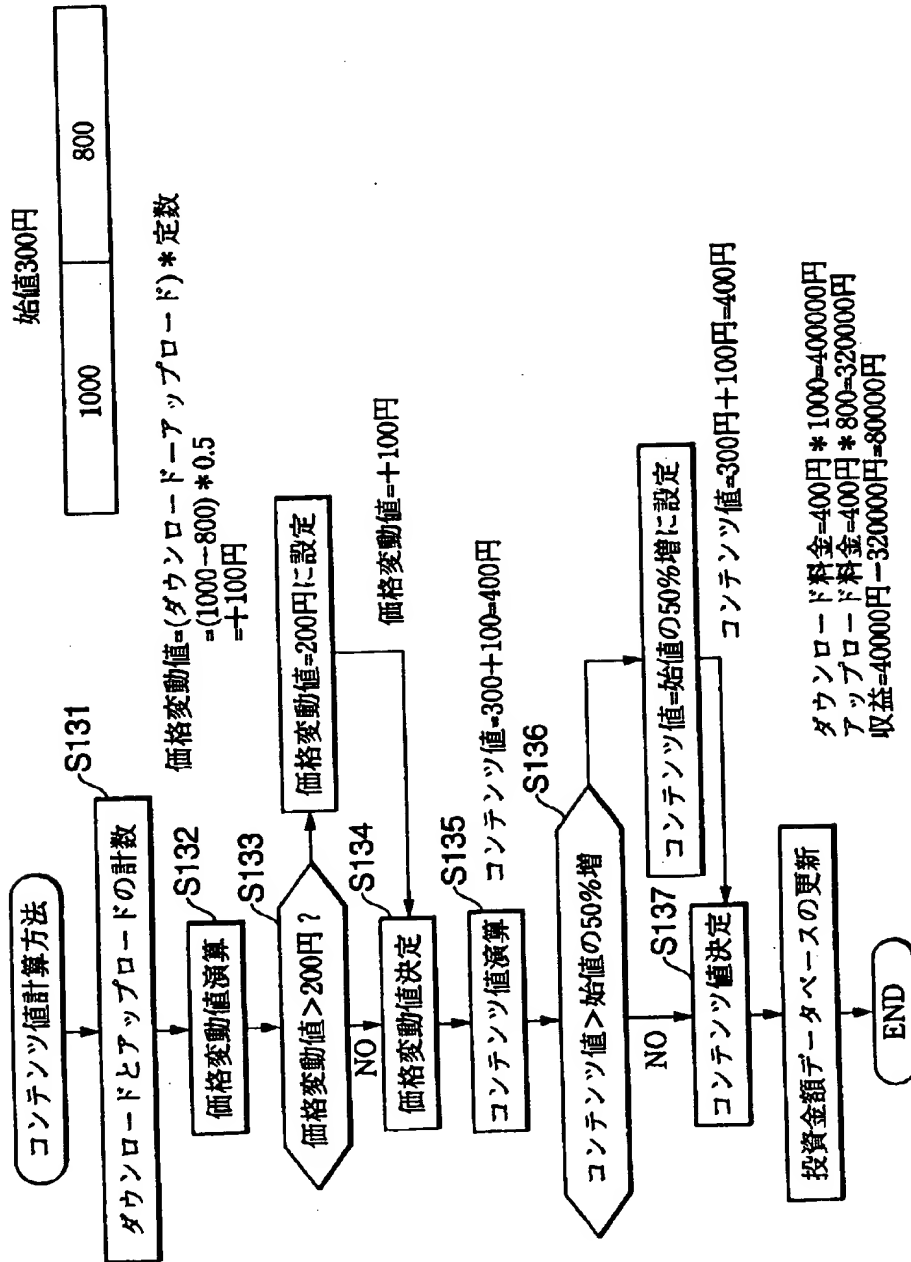 始値300円
1000
800
コンテンツ値計算方法
S131
ダウンロードとアップロードの計数
価格変動値=(ダウンロードーアップロード)*定数
=(1000-800)*0.5
=+100円
S132
価格変動値演算
S133
価格変動値>200円?
価格変動値=200円に設定
NO
S134
価格変動値決定
価格変動値=+100円
S135
コンテンツ値演算
コンテンツ値=300+100=400円
S136
コンテンツ値>始値の50%増
コンテンツ値=始値の50%増に設定
NO
S137
コンテンツ値決定
コンテンツ値=300円+100円=400円
投資金額データベースの更新
END
ダウンロード料金=400円*1000=400000円
アップロード料金=400円*800=320000円
収益=40000円-320000円=80000円